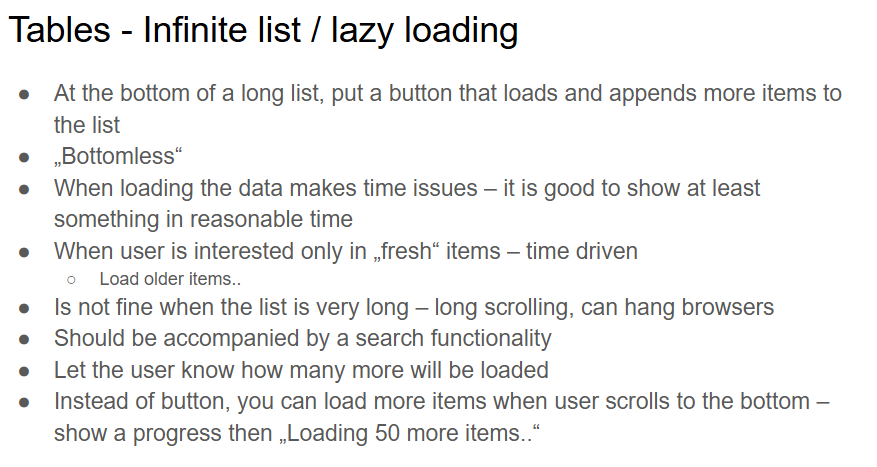 Tables - Infinite list / lazy loading
● At the bottom of a long list, put a button that loads and appends more items to
the list
● „Bottomless“
● When loading the data makes time issues – it is good to show at least
something in reasonable time
● When user is interested only in „fresh“ items – time driven
○ Load older items..
● Is not fine when the list is very long – long scrolling, can hang browsers
● Should be accompanied by a search functionality
● Let the user know how many more will be loaded
● Instead of button, you can load more items when user scrolls to the bottom –
show a progress then „Loading 50 more items..“